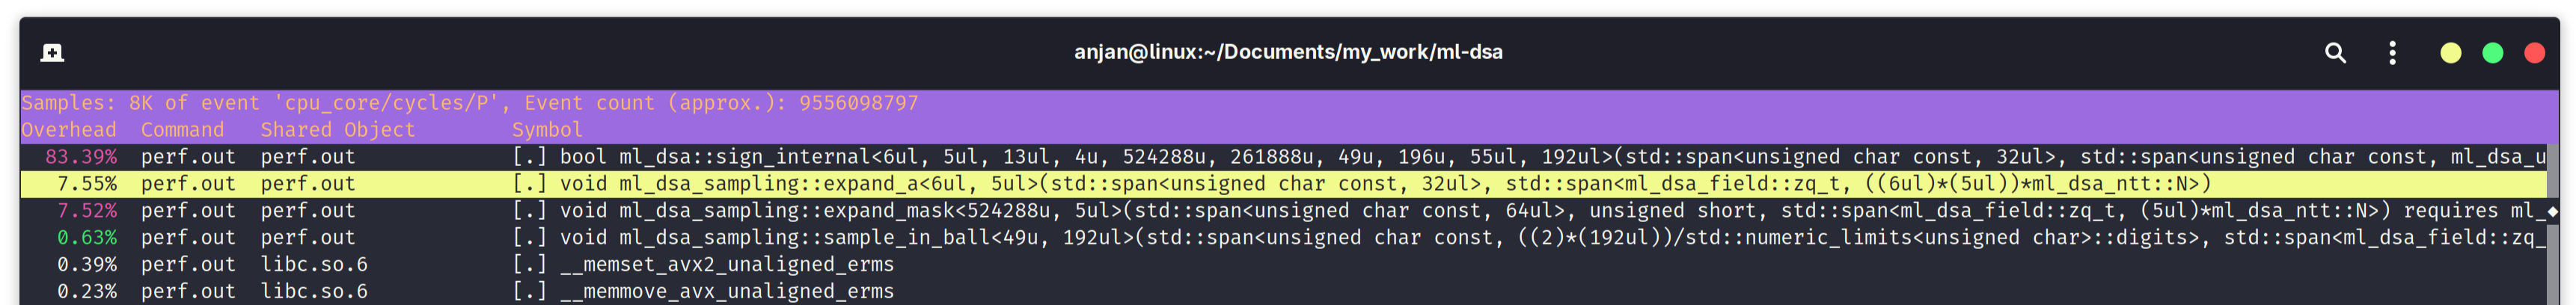 anjan@linux:~/Documents/my_work/ml-dsa
Samples: 8K of event 'cpu_core/cycles/P', Event count (approx.): 9556098797
Overhead  Command   Shared Object        Symbol
83.39%  perf.out  perf.out             [.] bool ml_dsa::sign_internal<6ul, 5ul, 13ul, 4u, 524288u, 261888u, 49u, 196u, 55ul, 192ul>(std::span<unsigned char const, 32ul>, std::span<unsigned char const, ml_dsa_u
7.55%  perf.out  perf.out             [.] void ml_dsa_sampling::expand_a<6ul, 5ul>(std::span<unsigned char const, 32ul>, std::span<ml_dsa_field::zq_t, ((6ul)*(5ul))*ml_dsa_ntt::N>)
7.52%  perf.out  perf.out             [.] void ml_dsa_sampling::expand_mask<524288u, 5ul>(std::span<unsigned char const, 64ul>, unsigned short, std::span<ml_dsa_field::zq_t, (5ul)*ml_dsa_ntt::N>) requires ml_
0.63%  perf.out  perf.out             [.] void ml_dsa_sampling::sample_in_ball<49u, 192ul>(std::span<unsigned char const, ((2)*(192ul))/std::numeric_limits<unsigned char>::digits>, std::span<ml_dsa_field::zq_
0.39%  perf.out  libc.so.6            [.] __memset_avx2_unaligned_erms
0.23%  perf.out  libc.so.6            [.] __memmove_avx_unaligned_erms